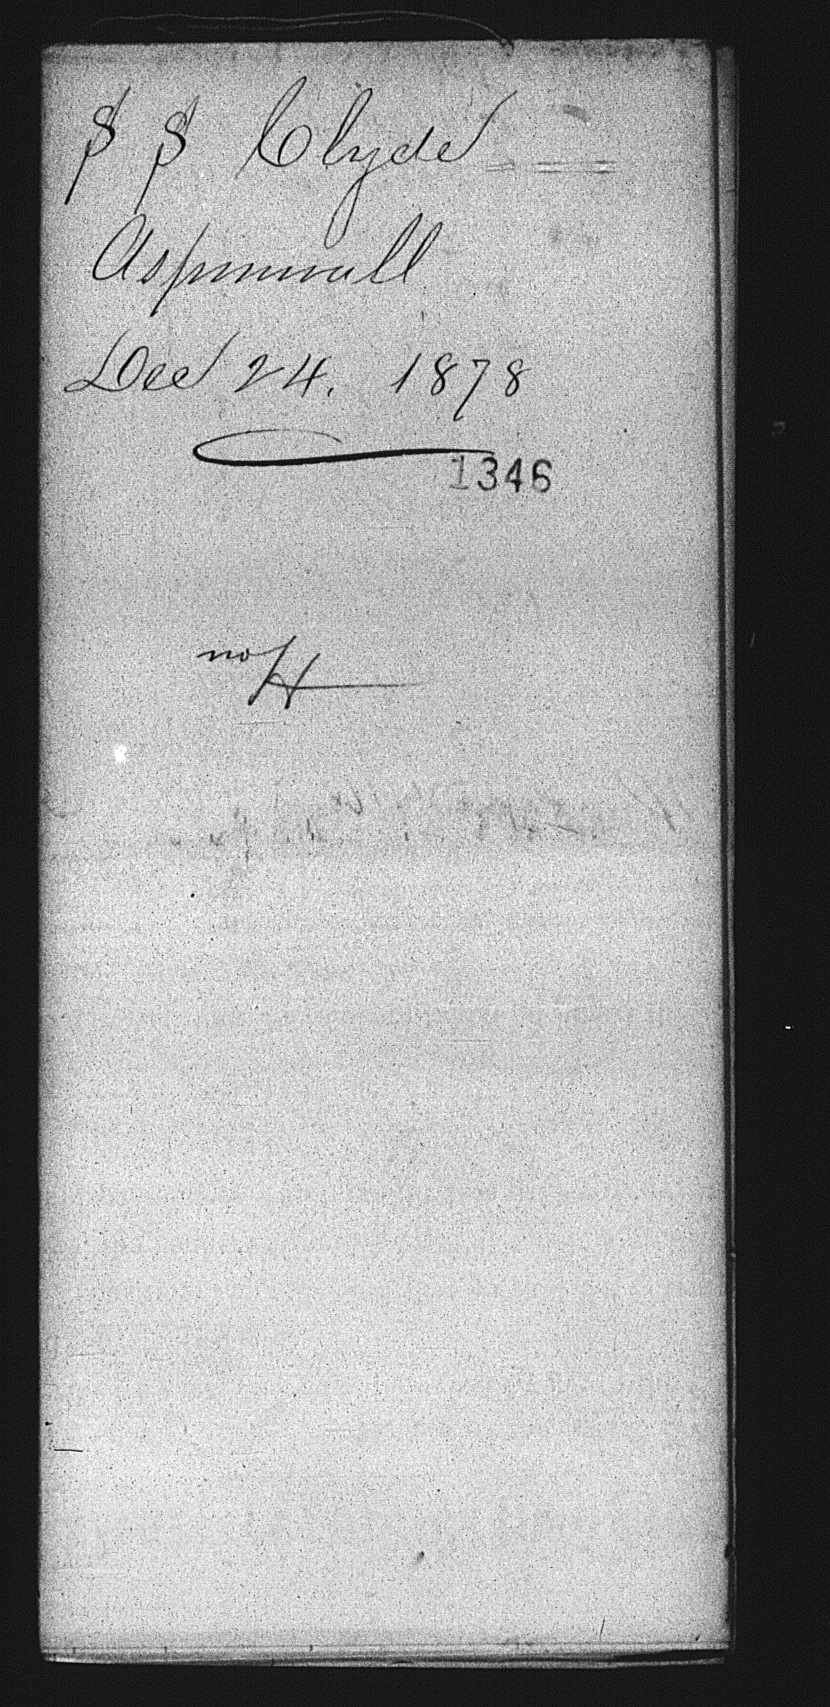 S S Clyde
Aspinwall
Dec 24. 1878
1346
no H